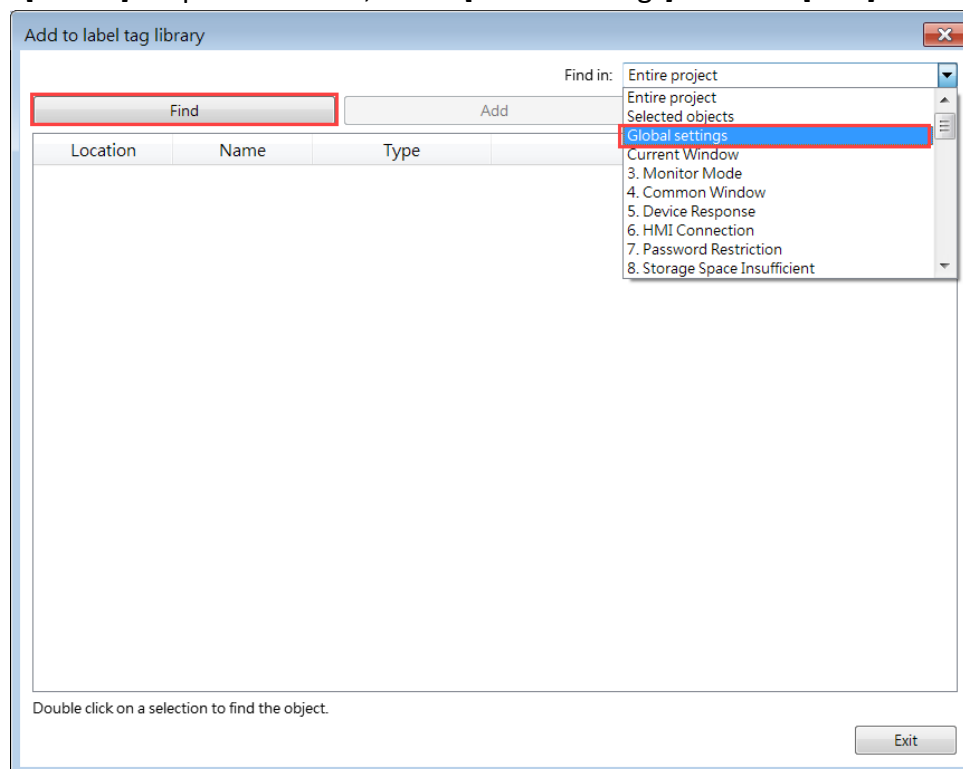 Add to label tag library
Find in: Entire project
Find
Add
Entire project
Selected objects
Global settings
Current Window
3. Monitor Mode
4. Common Window
5. Device Response
6. HMI Connection
7. Password Restriction
8. Storage Space Insufficient
Location Name Type
Double click on a selection to find the object.
Exit